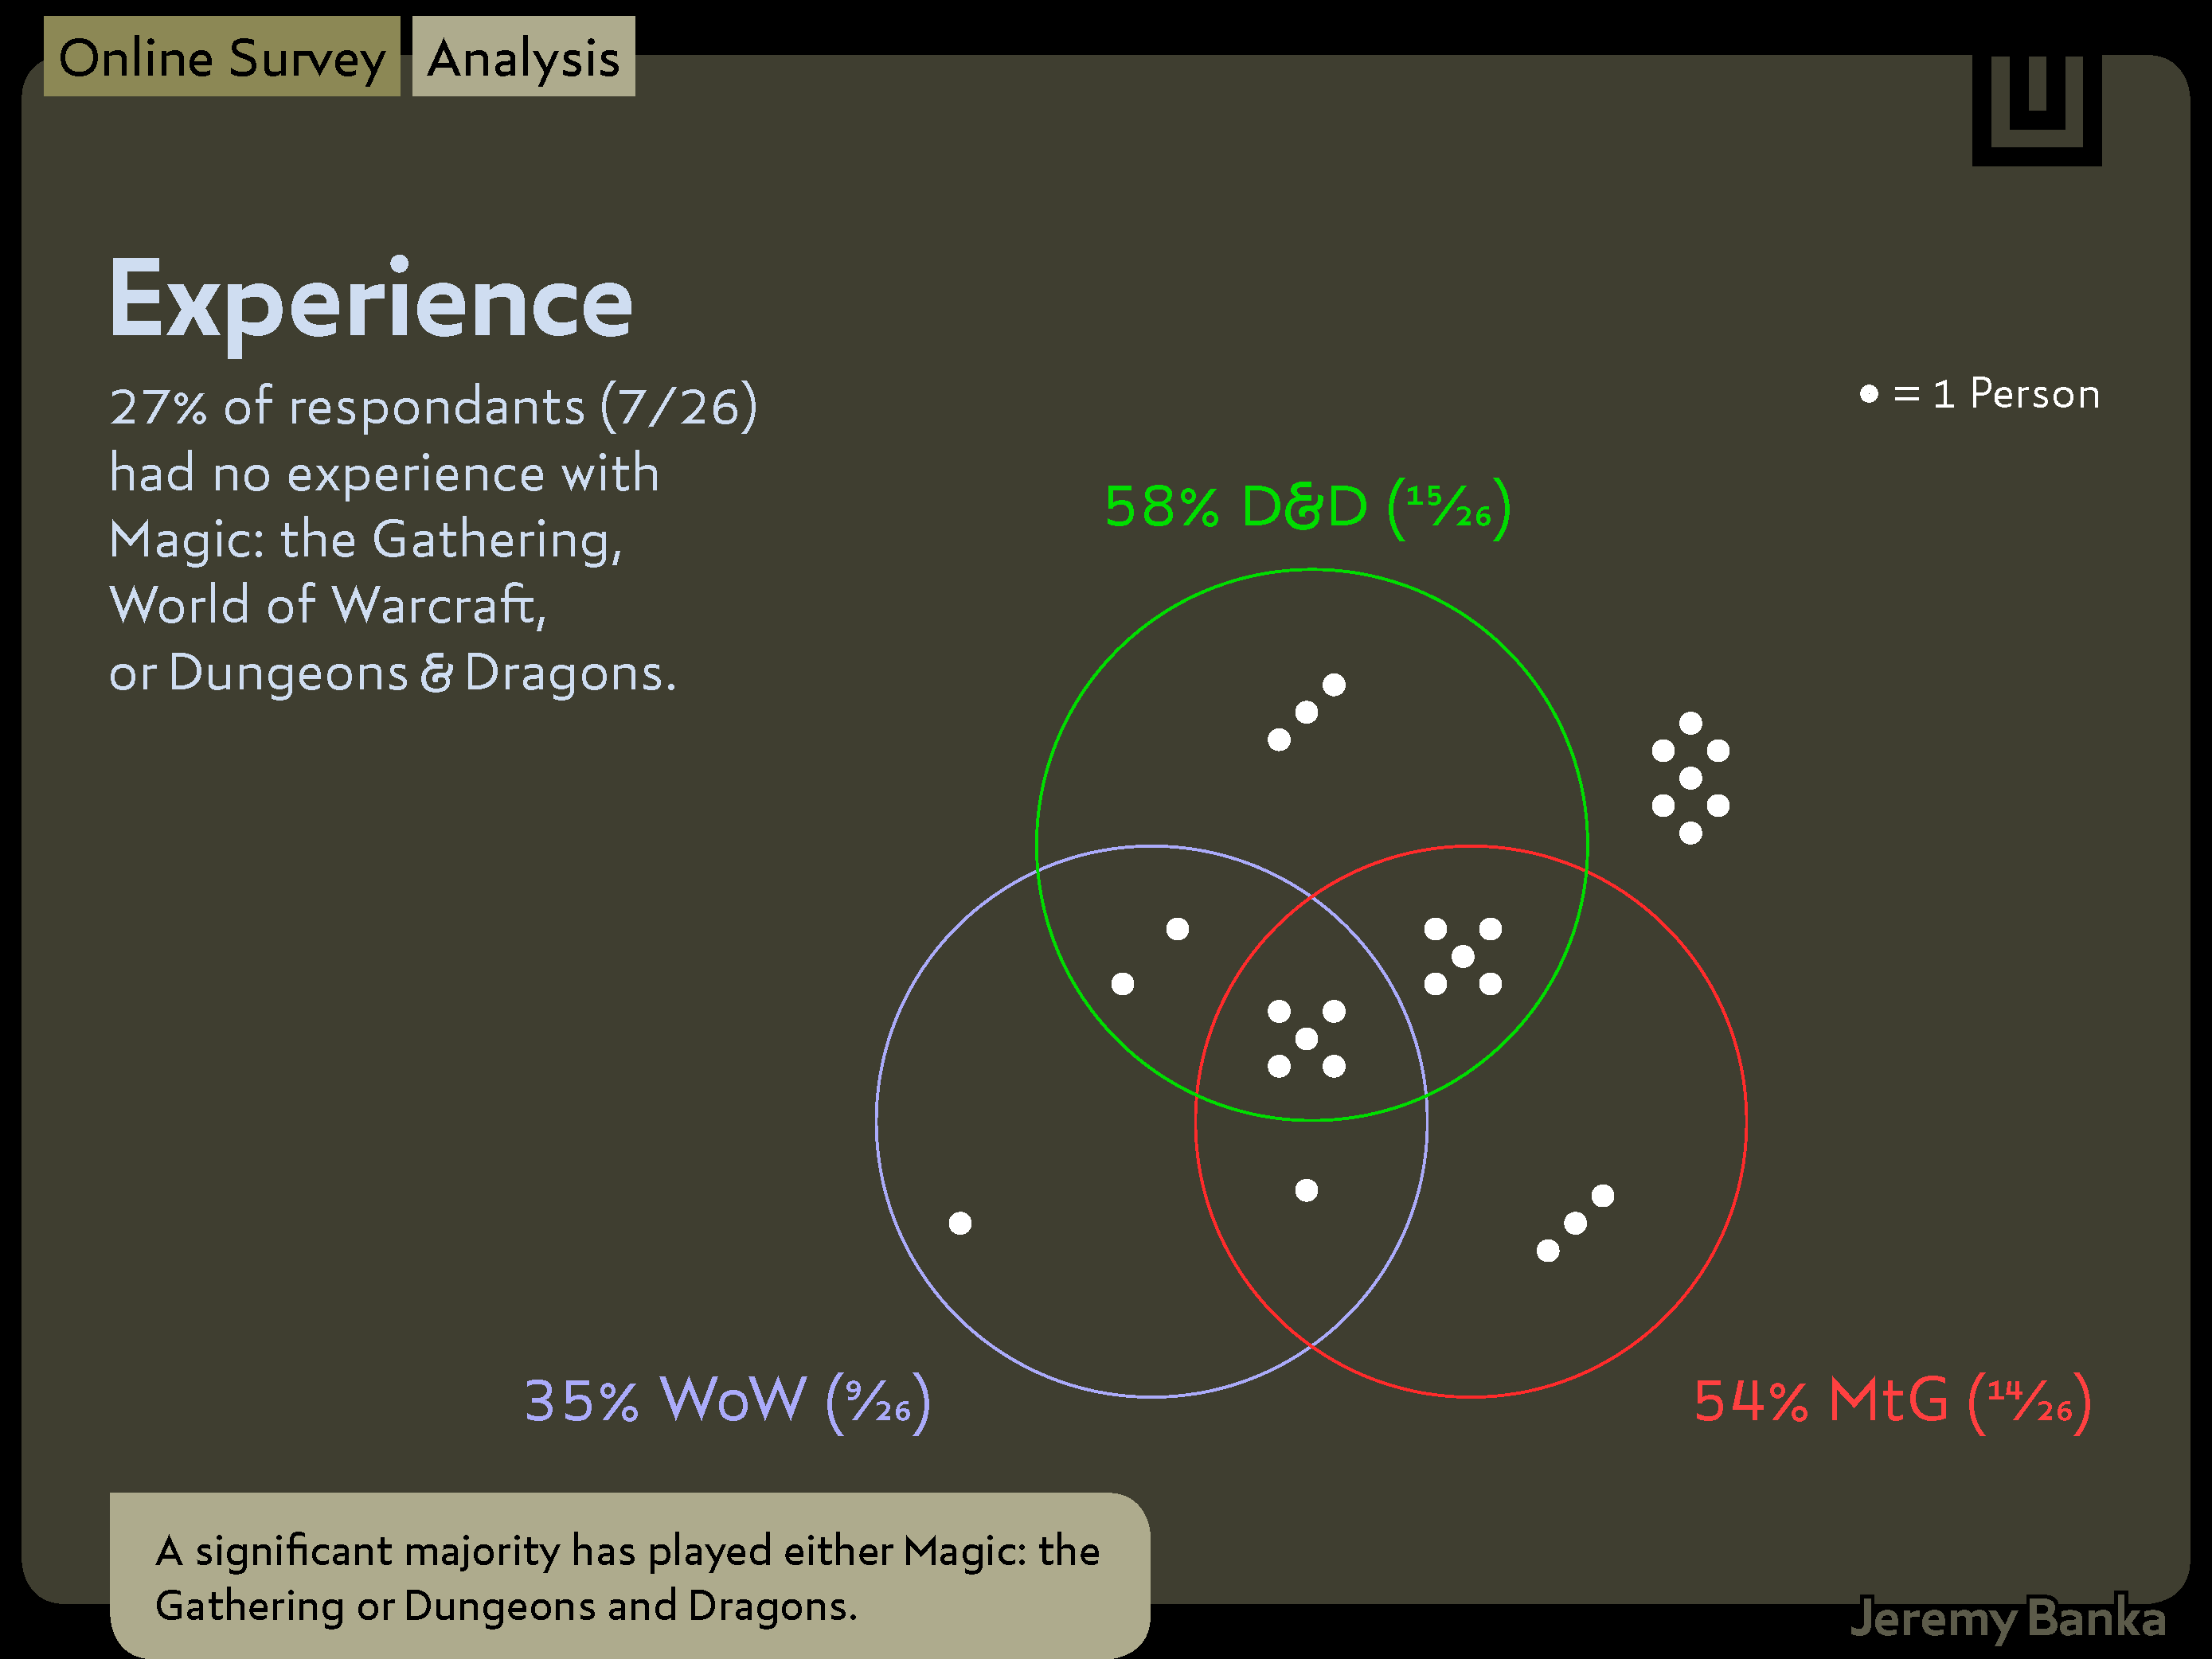 Online Survey Analysis
Experience
27% of respondants (7/26)
had no experience with
Magic: the Gathering,
World of Warcraft,
or Dungeons & Dragons.
= 1 Person
58% D&D (15/26)
35% WoW (9/26)
54% MtG (14/26)
A significant majority has played either Magic: the
Gathering or Dungeons and Dragons.
Jeremy Banka